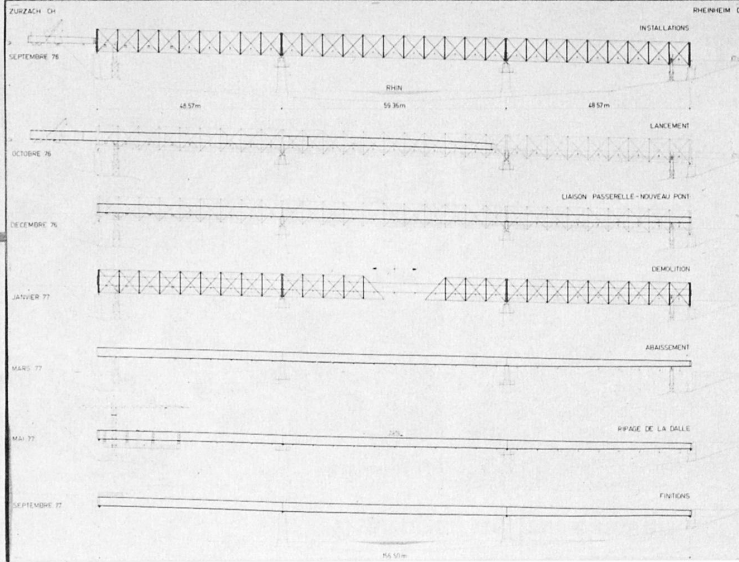 ZURZACH CH
RHEINHEIM
INSTALLATIONS
SEPTEMBRE 76
RHIN
48.57m
59.36m
48.57m
LANCEMENT
OCTOBRE 76
LIAISON PASSERELLE-NOUVEAU PONT
DECEMBRE 76
DEMOLITION
JANVIER 77
ABAISSEMENT
MARS 77
RIPAGE DE LA DALLE
MAI 77
FINITIONS
SEPTEMBRE 77
156.50m